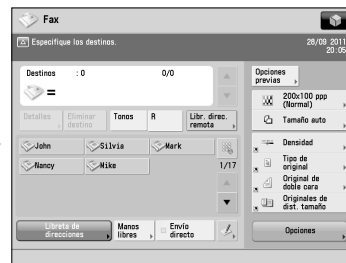 Fax
Especifique los destinos.
28/09 2011
20:05
Destinos : 0 0/0
=
Detalles
Eliminar destino
Tonos
R
Libr. direc. remota
John
Silvia
Mark
Nancy
Mike
1/17
Libreta de direcciones
Manos libres
Envío directo
Opciones previas
200x100 ppp (Normal)
Tamaño auto
Densidad
Tipo de original
Original de doble cara
Originales de dist. tamaño
Opciones